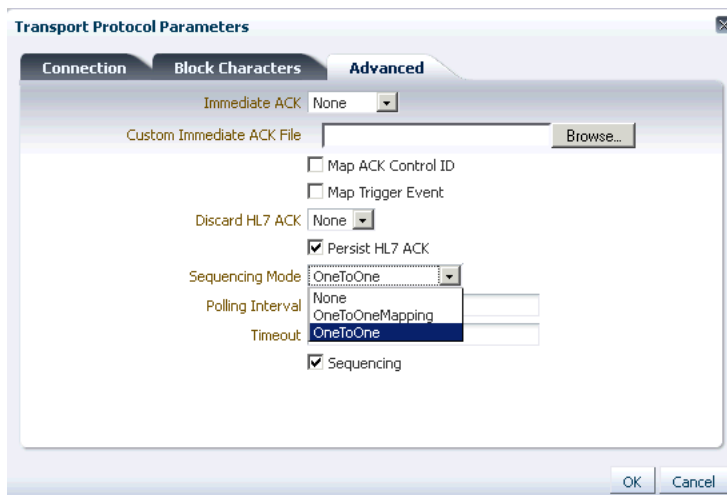 Transport Protocol Parameters
Connection Block Characters Advanced
Immediate ACK None
Custom Immediate ACK File Browse...
Map ACK Control ID
Map Trigger Event
Discard HL7 ACK None
Persist HL7 ACK
Sequencing Mode OneToOne
None
Polling Interval
OneToOneMapping
Timeout OneToOne
Sequencing
OK Cancel